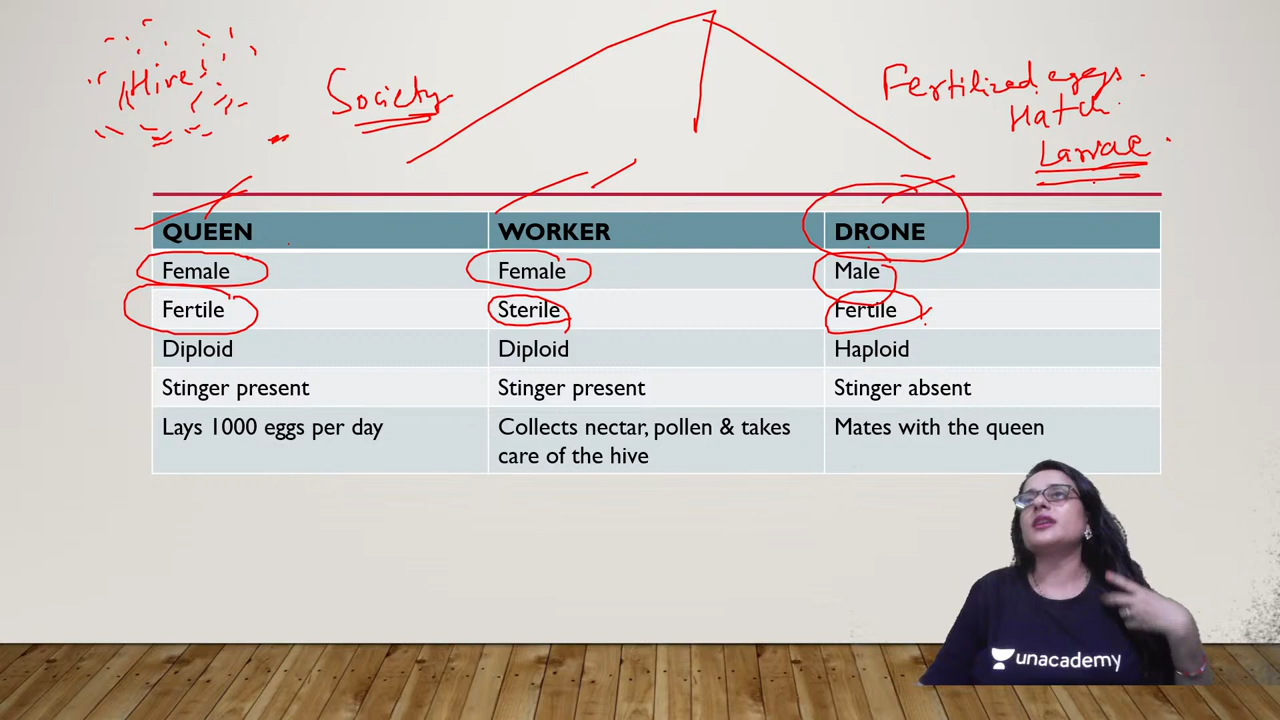 Hive
Society
Fertilized eggs.
Hatch
Larvae.
QUEEN WORKER DRONE
Female Female Male
Fertile Sterile Fertile
Diploid Diploid Haploid
Stinger present Stinger present Stinger absent
Lays 1000 eggs per day Collects nectar, pollen & takes Mates with the queen
care of the hive
unacademy